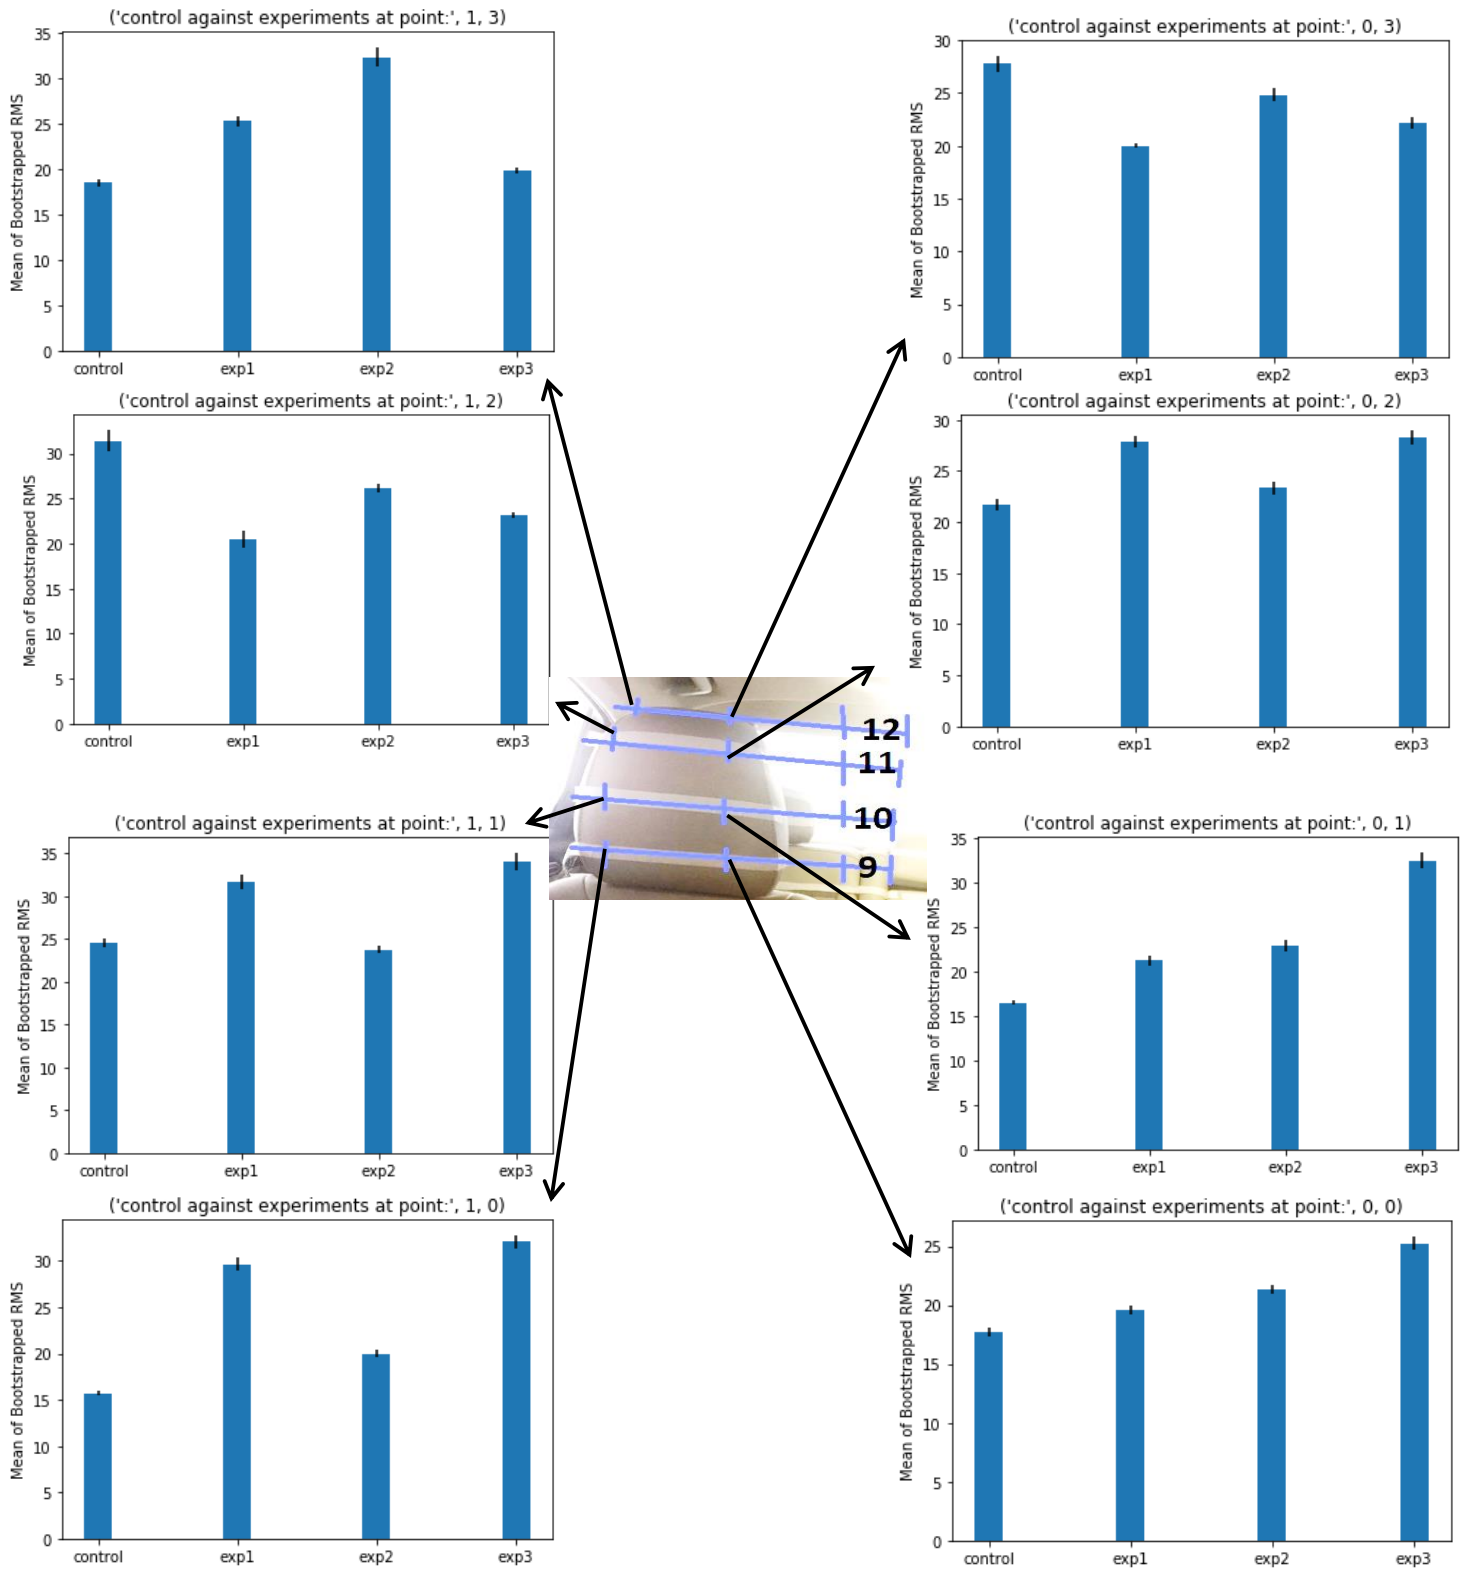 ('control against experiments at point:', 1, 3)
Mean of Bootstrapped RMS
35
30
25
20
15
10
5
0
control exp1 exp2 exp3
('control against experiments at point:', 0, 3)
Mean of Bootstrapped RMS
30
25
20
15
10
5
0
control exp1 exp2 exp3
('control against experiments at point:', 1, 2)
Mean of Bootstrapped RMS
30
25
20
15
10
5
0
control exp1 exp2 exp3
('control against experiments at point:', 0, 2)
Mean of Bootstrapped RMS
30
25
20
15
10
5
0
control exp1 exp2 exp3
12
11
10
9
('control against experiments at point:', 1, 1)
Mean of Bootstrapped RMS
35
30
25
20
15
10
5
0
control exp1 exp2 exp3
('control against experiments at point:', 0, 1)
Mean of Bootstrapped RMS
35
30
25
20
15
10
5
0
control exp1 exp2 exp3
('control against experiments at point:', 1, 0)
Mean of Bootstrapped RMS
30
25
20
15
10
5
0
control exp1 exp2 exp3
('control against experiments at point:', 0, 0)
Mean of Bootstrapped RMS
25
20
15
10
5
0
control exp1 exp2 exp3